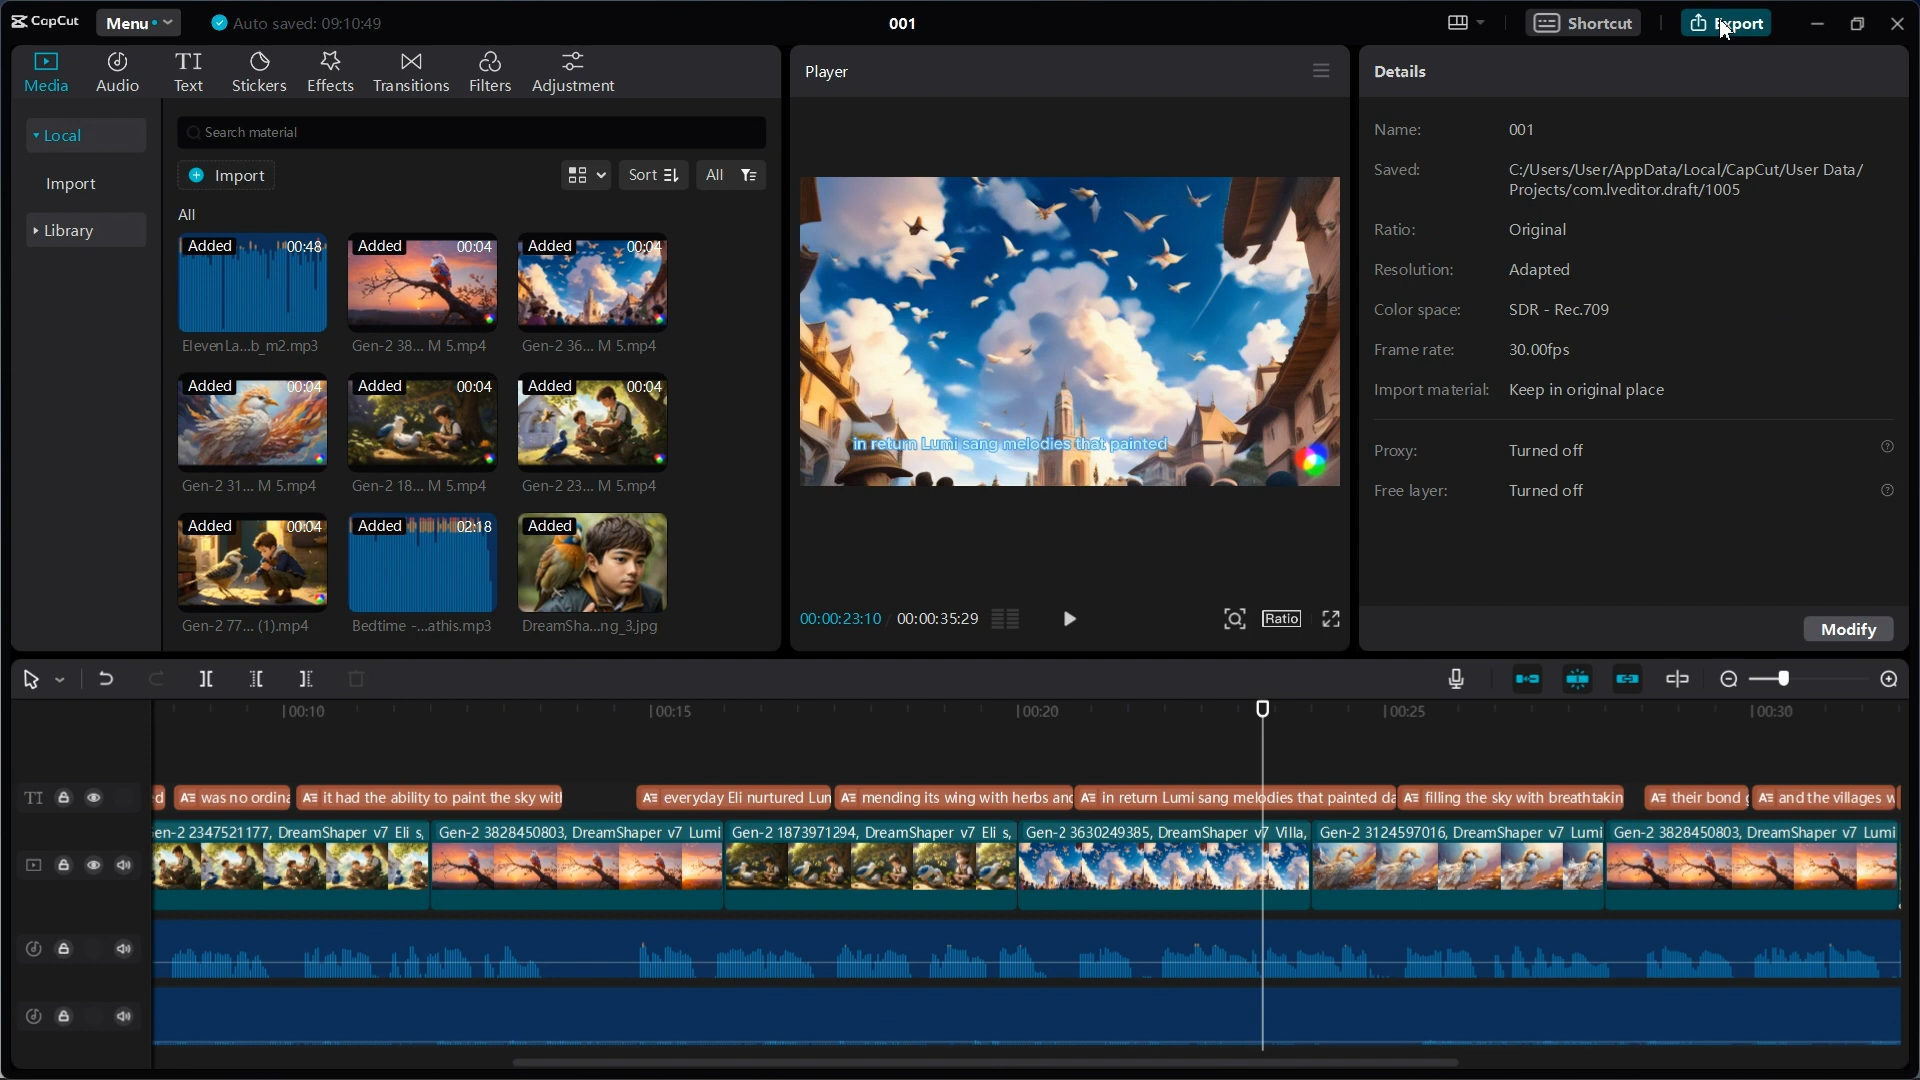 CapCut
Menu
Auto saved: 09:10:49
001
Shortcut
Export
Media
Audio
TI
Text
Stickers
Effects
Transitions
Filters
Adjustment
Local
Import
Library
Search material
Import
Sort
All
All
Added 00:48
ElevenLa...b_m2.mp3
Added 00:04
Gen-2 38... M 5.mp4
Added 00:04
Gen-2 36... M 5.mp4
Added 00:04
Gen-2 31... M 5.mp4
Added 00:04
Gen-2 18... M 5.mp4
Added 00:04
Gen-2 23... M 5.mp4
Added 00:04
Gen-2 77... (1).mp4
Added 02:18
Bedtime -...athis.mp3
Added
DreamSha...ng_3.jpg
Player
in return Lumi sang melodies that painted
00:00:23:10 / 00:00:35:29
Ratio
Details
Name: 001
Saved: C:/Users/User/AppData/Local/CapCut/User Data/
Projects/com.lveditor.draft/1005
Ratio: Original
Resolution: Adapted
Color space: SDR - Rec.709
Frame rate: 30.00fps
Import material: Keep in original place
Proxy: Turned off
Free layer: Turned off
Modify
00:10
00:15
00:20
00:25
00:30
TI
ed
A≡ was no ordina
A≡ it had the ability to paint the sky with
A≡ everyday Eli nurtured Lun
A≡ mending its wing with herbs and
A≡ in return Lumi sang melodies that painted da
A≡ filling the sky with breathtakin
A≡ their bond g
A≡ and the villages w
en-2 2347521177, DreamShaper v7 Eli s,
Gen-2 3828450803, DreamShaper v7 Lumi
Gen-2 1873971294, DreamShaper v7 Eli s,
Gen-2 3630249385, DreamShaper v7 Villa,
Gen-2 3124597016, DreamShaper v7 Lumi
Gen-2 3828450803, DreamShaper v7 Lumi